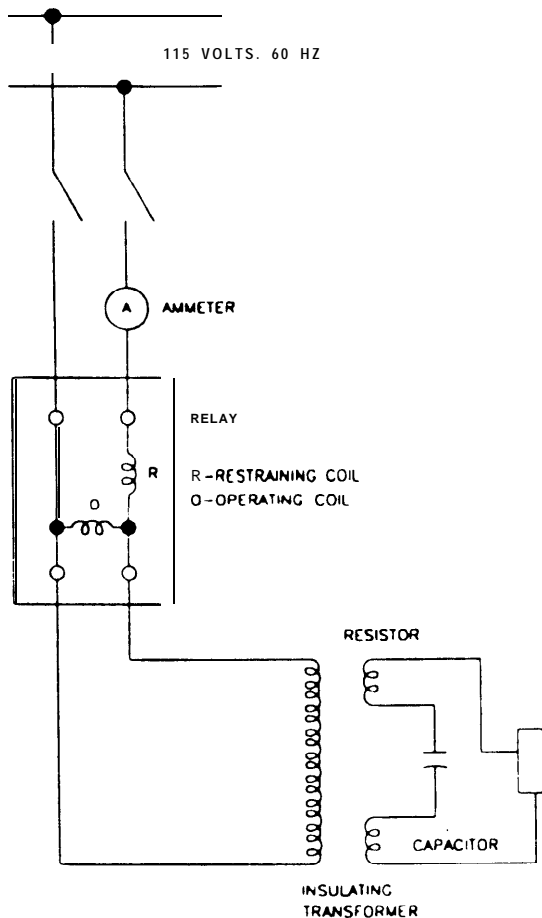 115 VOLTS. 60 HZ
A AMMETER
RELAY
R
R-RESTRAINING COIL
O
O-OPERATING COIL
RESISTOR
CAPACITOR
INSULATING
TRANSFORMER